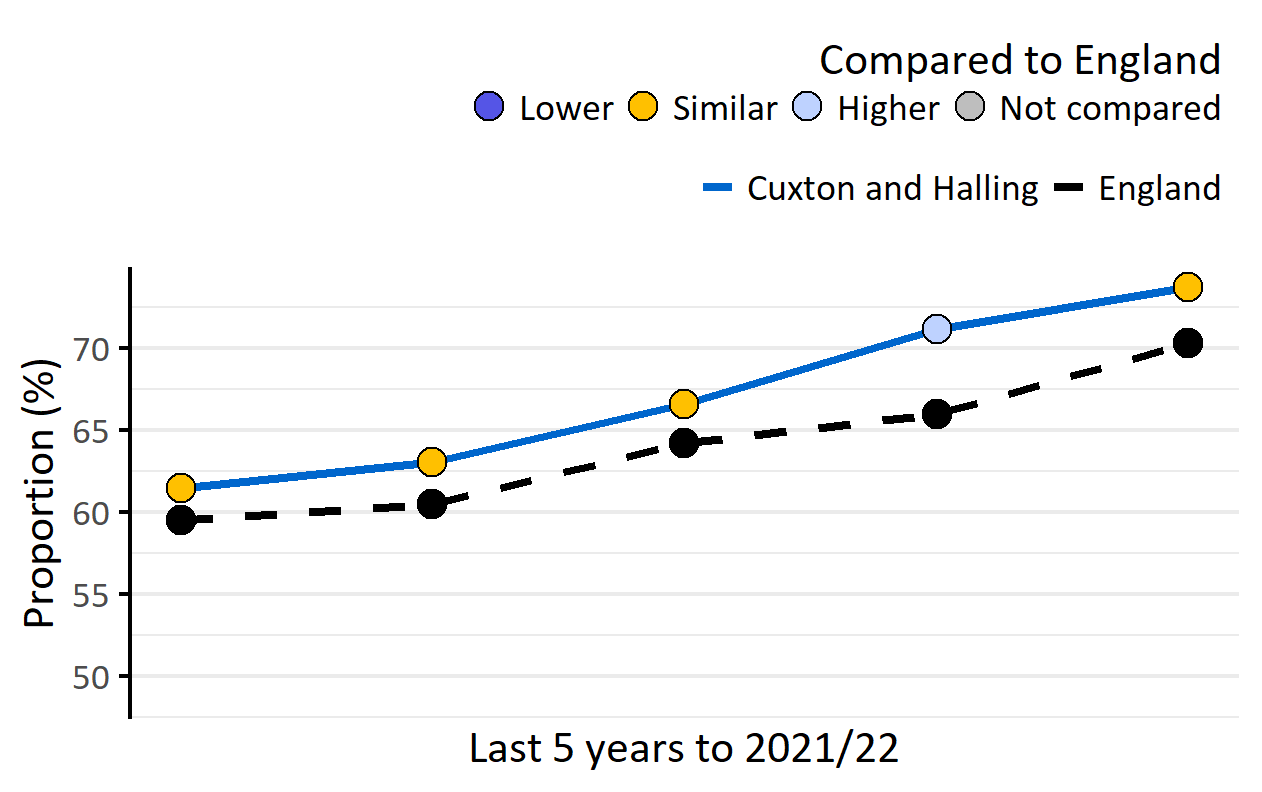 Compared to England
Lower Similar Higher Not compared
Cuxton and Halling England
Proportion (%)
70
65
60
55
50
Last 5 years to 2021/22